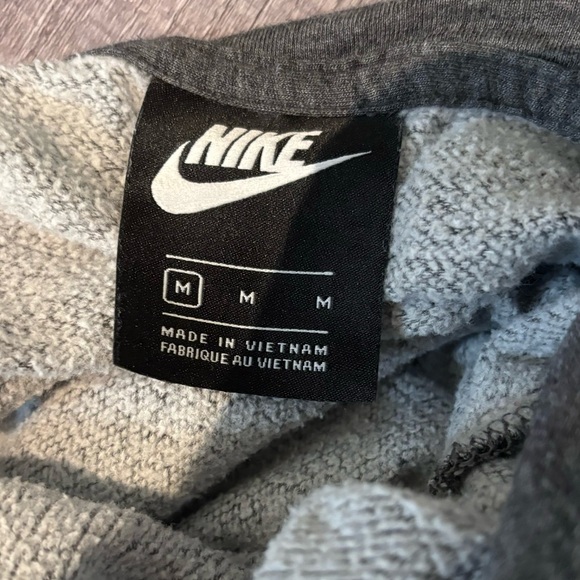 NIKE
M M M
MADE IN VIETNAM
FABRIQUE AU VIETNAM